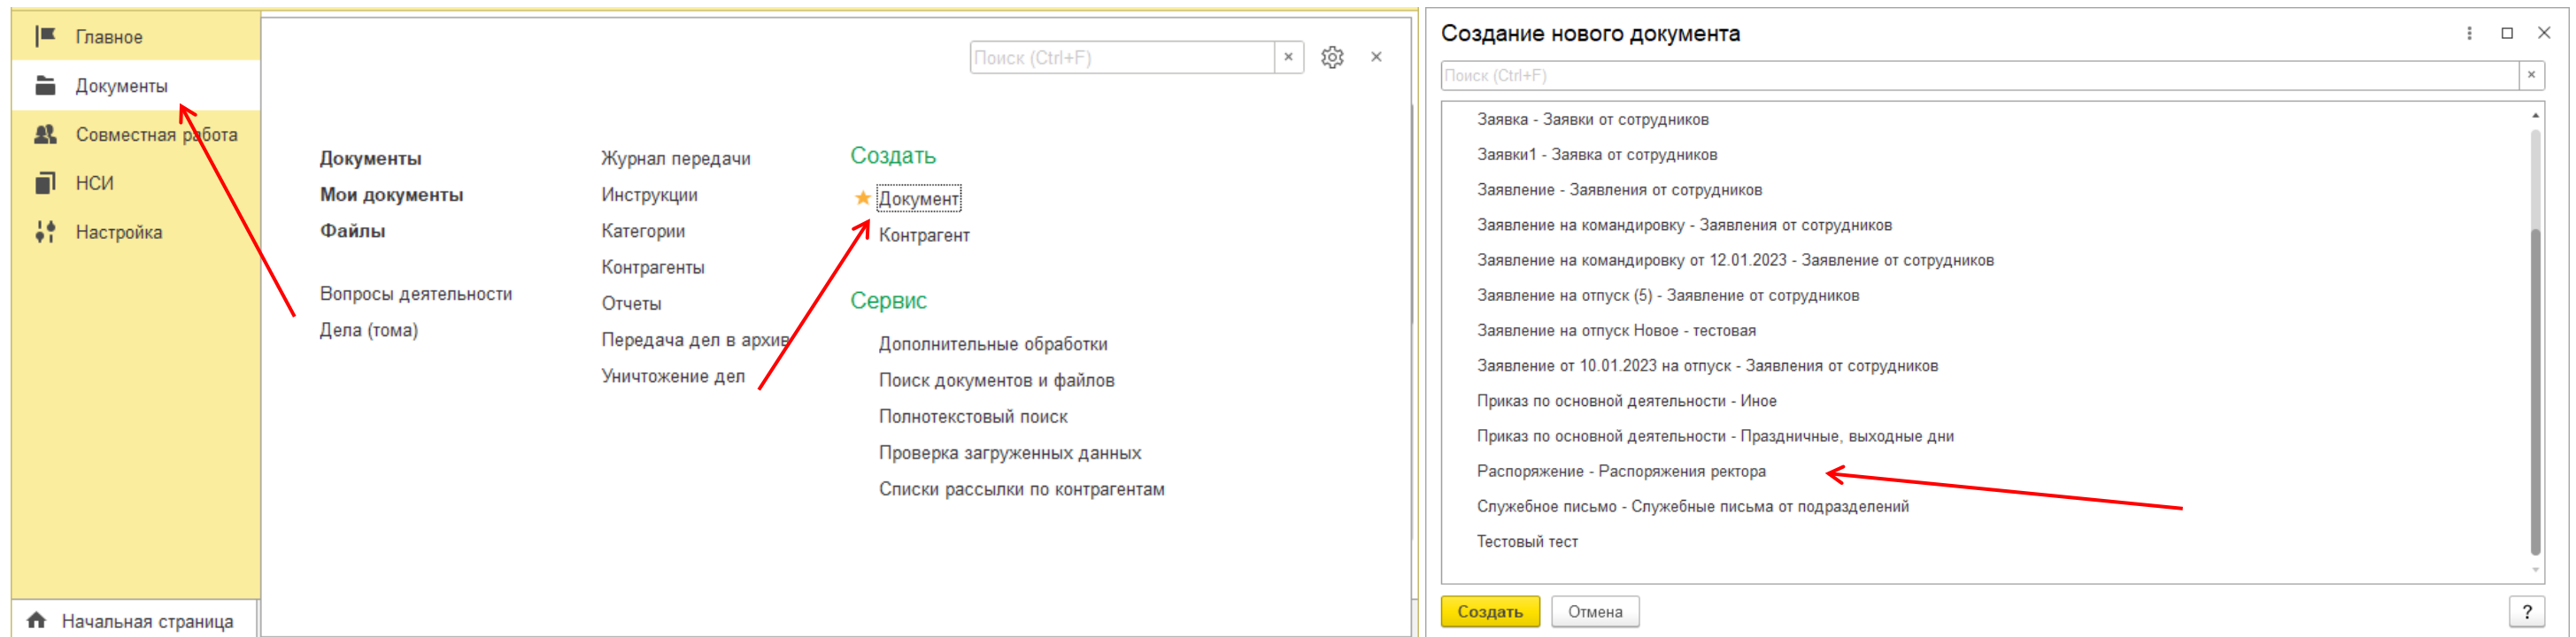 Главное
Документы
Совместная работа
НСИ
Настройка
Начальная страница
Поиск (Ctrl+F)
Документы
Мои документы
Файлы
Вопросы деятельности
Дела (тома)
Журнал передачи
Инструкции
Категории
Контрагенты
Отчеты
Передача дел в архив
Уничтожение дел
Создать
Документ
Контрагент
Сервис
Дополнительные обработки
Поиск документов и файлов
Полнотекстовый поиск
Проверка загруженных данных
Списки рассылки по контрагентам
Создание нового документа
Поиск (Ctrl+F)
Заявка - Заявки от сотрудников
Заявки1 - Заявка от сотрудников
Заявление - Заявления от сотрудников
Заявление на командировку - Заявления от сотрудников
Заявление на командировку от 12.01.2023 - Заявление от сотрудников
Заявление на отпуск (5) - Заявление от сотрудников
Заявление на отпуск Новое - тестовая
Заявление от 10.01.2023 на отпуск - Заявления от сотрудников
Приказ по основной деятельности - Иное
Приказ по основной деятельности - Праздничные, выходные дни
Распоряжение - Распоряжения ректора
Служебное письмо - Служебные письма от подразделений
Тестовый тест
Создать
Отмена
?